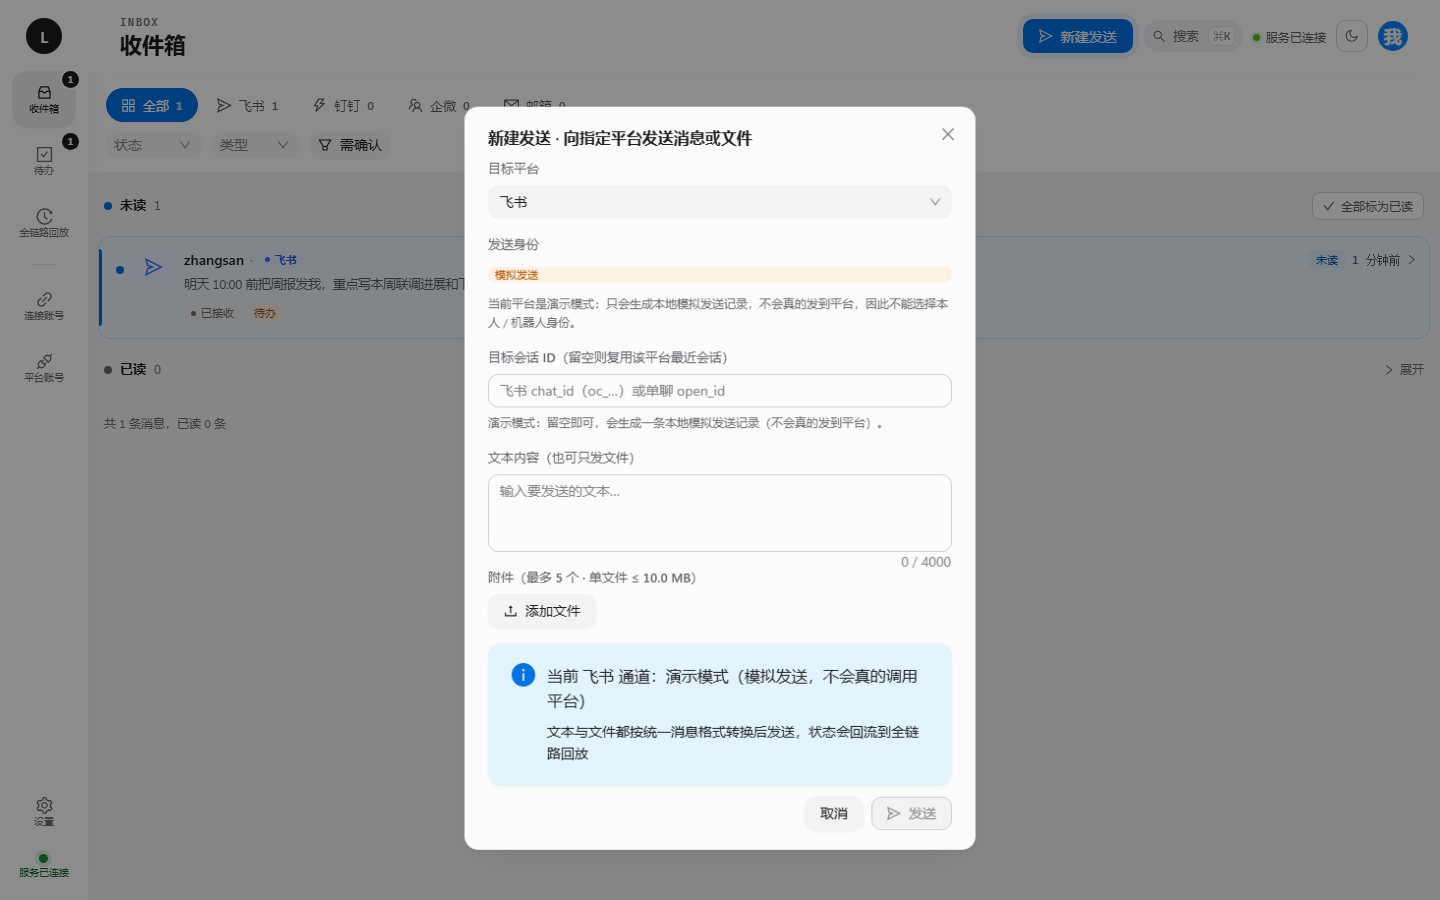 L
INBOX
收件箱
新建发送
搜索 ⌘K
服务已连接
我
1
收件箱
1
待办
全链路回放
连接账号
平台账号
设置
服务已连接
全部 1
飞书 1
钉钉 0
企微 0
邮箱 0
状态
类型
需确认
未读 1
全部标为已读
zhangsan · 飞书
未读 1 分钟前
明天 10:00 前把周报发我，重点写本周联调进展和下
已接收 待办
已读 0
展开
共 1 条消息，已读 0 条
新建发送 · 向指定平台发送消息或文件
目标平台
飞书
发送身份
模拟发送
当前平台是演示模式：只会生成本地模拟发送记录，不会真的发到平台，因此不能选择本
人 / 机器人身份。
目标会话 ID（留空则复用该平台最近会话）
飞书 chat_id（oc_…）或单聊 open_id
演示模式：留空即可，会生成一条本地模拟发送记录（不会真的发到平台）。
文本内容（也可只发文件）
输入要发送的文本…
0 / 4000
附件（最多 5 个 · 单文件 ≤ 10.0 MB）
添加文件
当前 飞书 通道：演示模式（模拟发送，不会真的调用
平台）
文本与文件都按统一消息格式转换后发送，状态会回流到全链
路回放
取消
发送